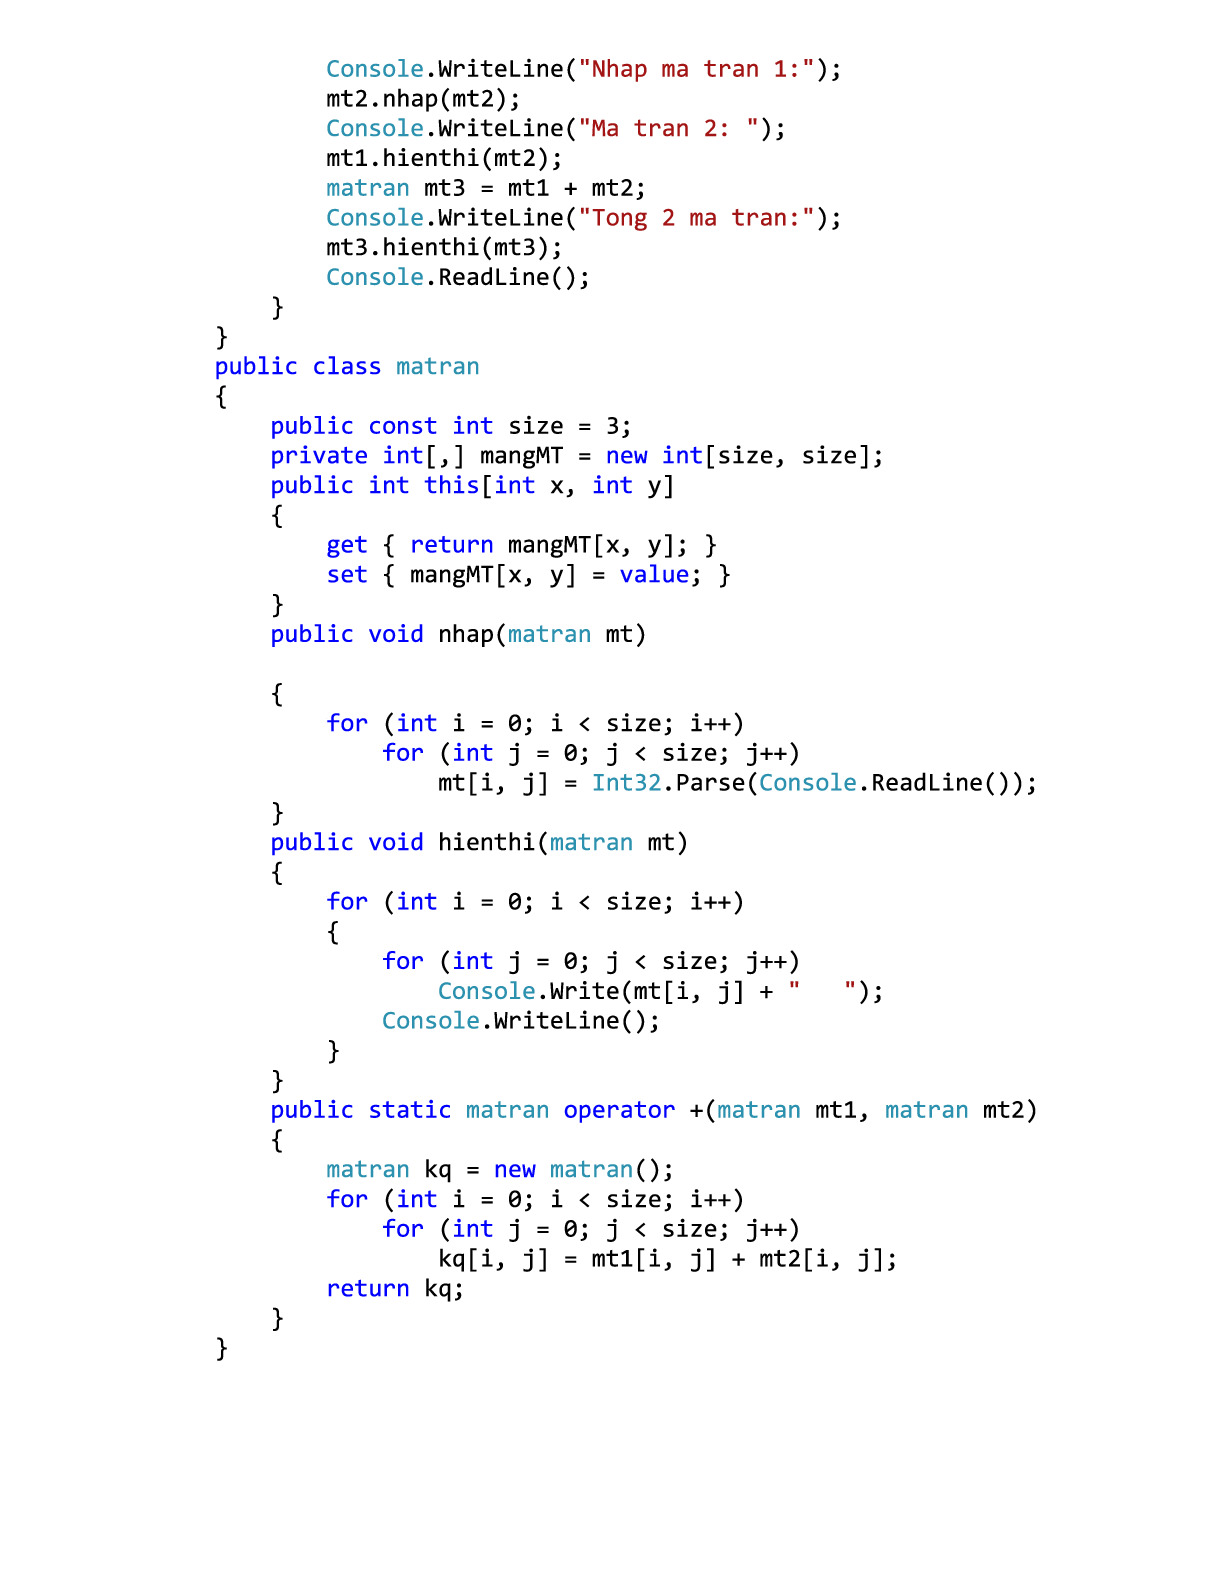 Console.WriteLine("Nhap ma tran 1:");
mt2.nhap(mt2);
Console.WriteLine("Ma tran 2: ");
mt1.hienthi(mt2);
matran mt3 = mt1 + mt2;
Console.WriteLine("Tong 2 ma tran:");
mt3.hienthi(mt3);
Console.ReadLine();
}
}
public class matran
{
public const int size = 3;
private int[,] mangMT = new int[size, size];
public int this[int x, int y]
{
get { return mangMT[x, y]; }
set { mangMT[x, y] = value; }
}
public void nhap(matran mt)
{
for (int i = 0; i < size; i++)
for (int j = 0; j < size; j++)
mt[i, j] = Int32.Parse(Console.ReadLine());
}
public void hienthi(matran mt)
{
for (int i = 0; i < size; i++)
{
for (int j = 0; j < size; j++)
Console.Write(mt[i, j] + "   ");
Console.WriteLine();
}
}
public static matran operator +(matran mt1, matran mt2)
{
matran kq = new matran();
for (int i = 0; i < size; i++)
for (int j = 0; j < size; j++)
kq[i, j] = mt1[i, j] + mt2[i, j];
return kq;
}
}